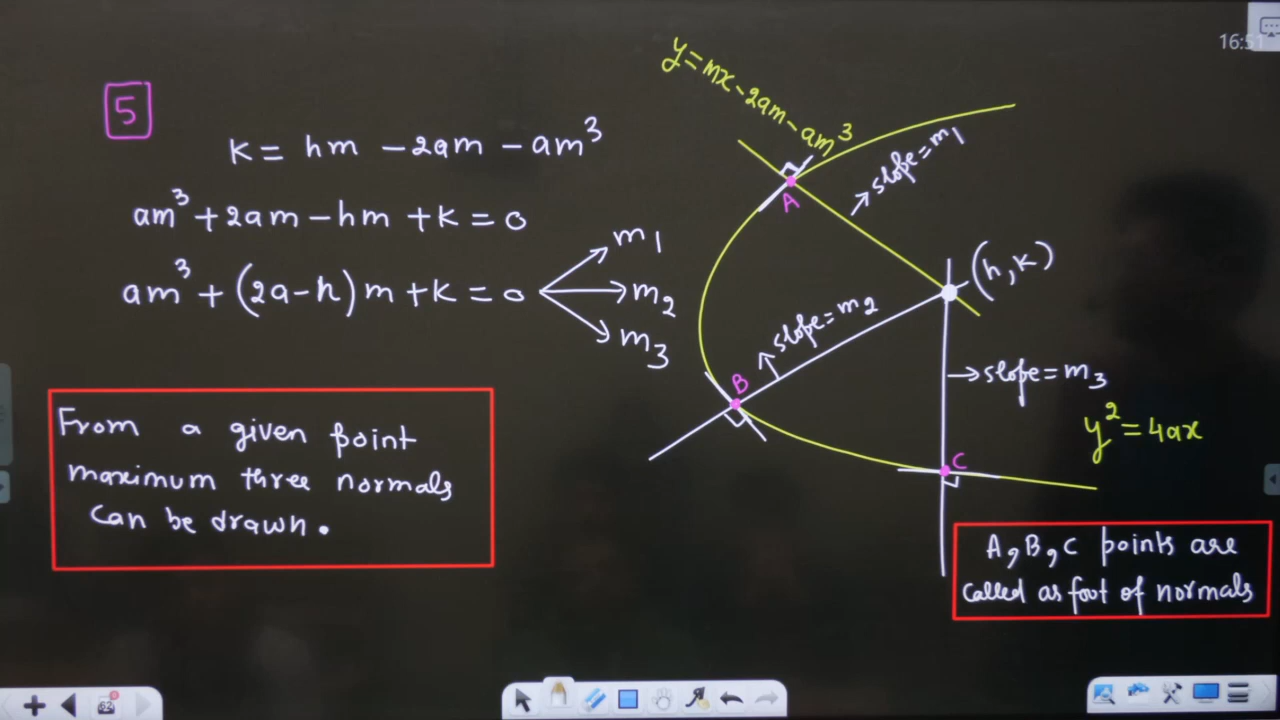 16:51
5
y = mx - 2am - am³
K = hm - 2am - am³
am³ + 2am - hm + K = 0
am³ + (2a - h) m + K = 0
m₁
m₂
m₃
A
slope = m₁
(h, K)
slope = m₂
B
slope = m₃
y² = 4ax
C
From a given point
maximum three normals
Can be drawn.
A, B, C points are
Called as foot of normals
62